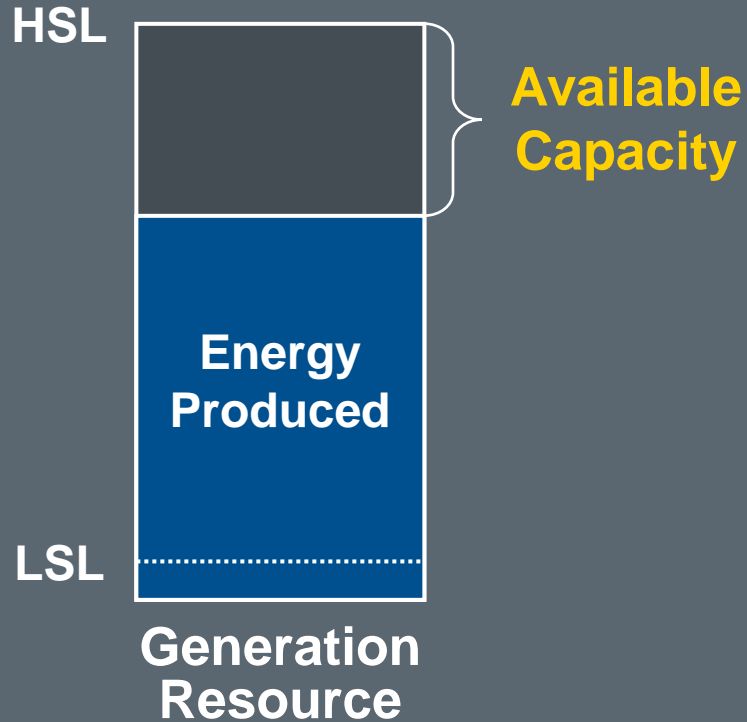 HSL
Available
Capacity
Energy
Produced
LSL
Generation
Resource